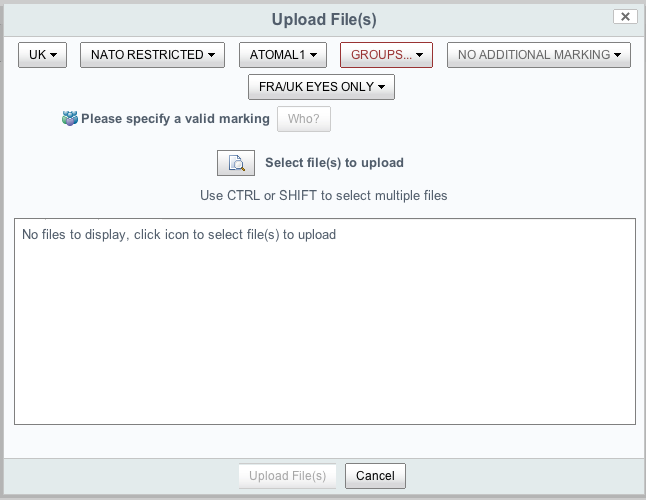 Upload File(s)
UK NATO RESTRICTED ATOMAL1 GROUPS... NO ADDITIONAL MARKING
FRA/UK EYES ONLY
Please specify a valid marking Who?
Select file(s) to upload
Use CTRL or SHIFT to select multiple files
No files to display, click icon to select file(s) to upload
Upload File(s) Cancel